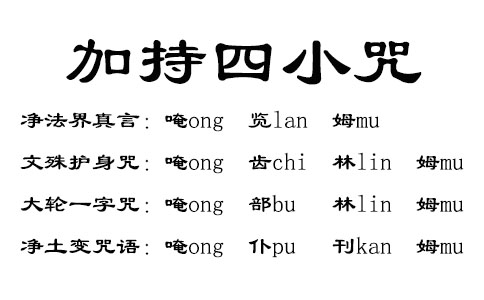 加持四小咒
净法界真言: 唵ong 览lan 姆mu
文殊护身咒: 唵ong 齿chi 林lin 姆mu
大轮一字咒: 唵ong 部bu 林lin 姆mu
净土变咒语: 唵ong 仆pu 刊kan 姆mu